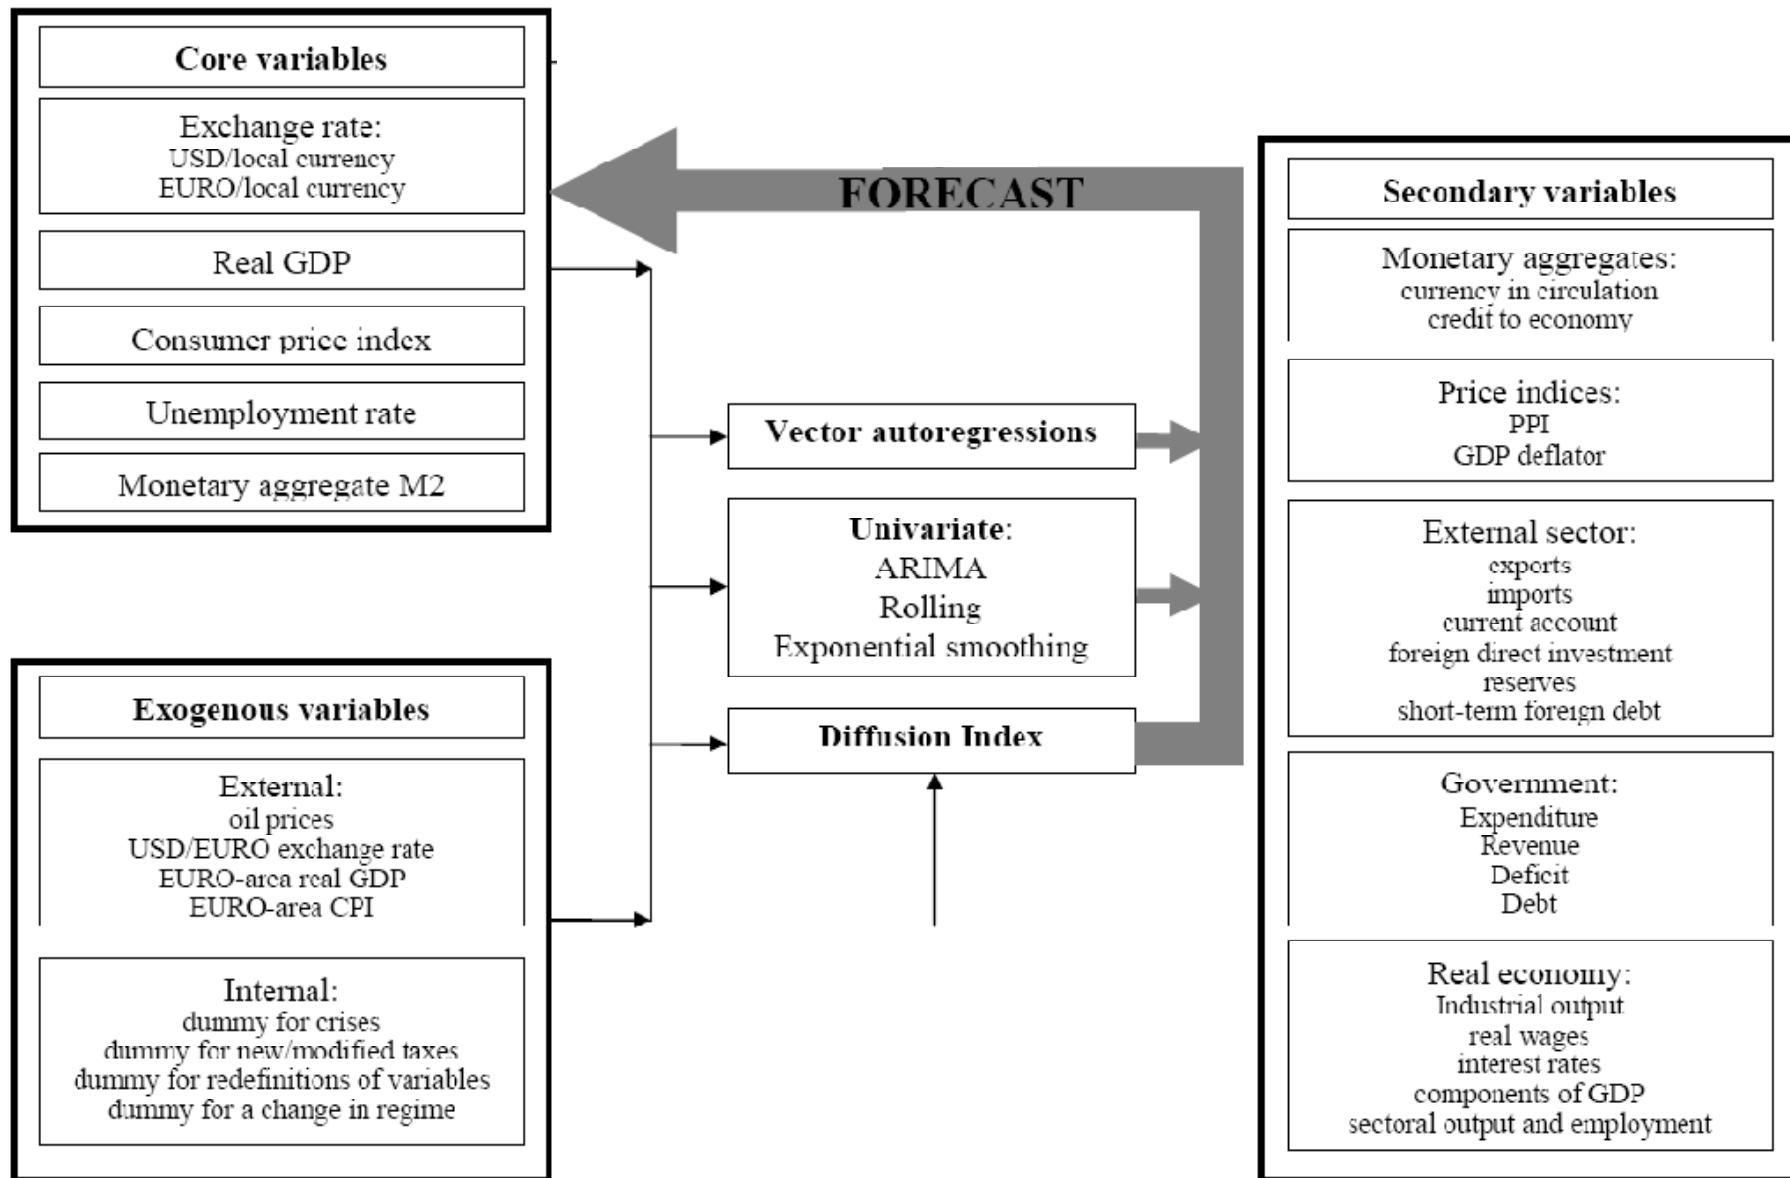 Core variables
Exchange rate:
USD/local currency
EURO/local currency
Real GDP
Consumer price index
Unemployment rate
Monetary aggregate M2
Exogenous variables
External:
oil prices
USD/EURO exchange rate
EURO-area real GDP
EURO-area CPI
Internal:
dummy for crises
dummy for new/modified taxes
dummy for redefinitions of variables
dummy for a change in regime
FORECAST
Vector autoregressions
Univariate:
ARIMA
Rolling
Exponential smoothing
Diffusion Index
Secondary variables
Monetary aggregates:
currency in circulation
credit to economy
Price indices:
PPI
GDP deflator
External sector:
exports
imports
current account
foreign direct investment
reserves
short-term foreign debt
Government:
Expenditure
Revenue
Deficit
Debt
Real economy:
Industrial output
real wages
interest rates
components of GDP
sectoral output and employment